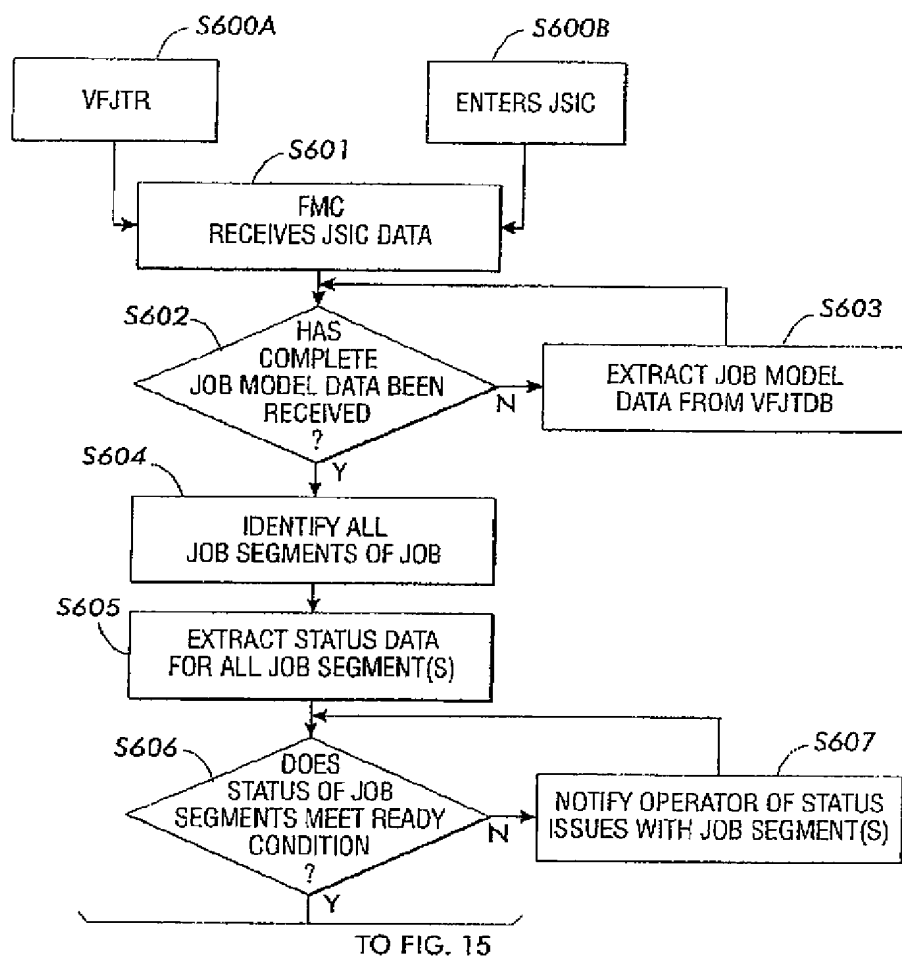 S600A
S600B
VFJTR
ENTERS JSIC
S601
FMC
RECEIVES JSIC DATA
S602
HAS
COMPLETE
JOB MODEL DATA BEEN
RECEIVED
?
N
Y
S603
EXTRACT JOB MODEL
DATA FROM VFJTDB
S604
IDENTIFY ALL
JOB SEGMENTS OF JOB
S605
EXTRACT STATUS DATA
FOR ALL JOB SEGMENT(S)
S606
DOES
STATUS OF JOB
SEGMENTS MEET READY
CONDITION
?
N
Y
S607
NOTIFY OPERATOR OF STATUS
ISSUES WITH JOB SEGMENT(S)
TO FIG. 15